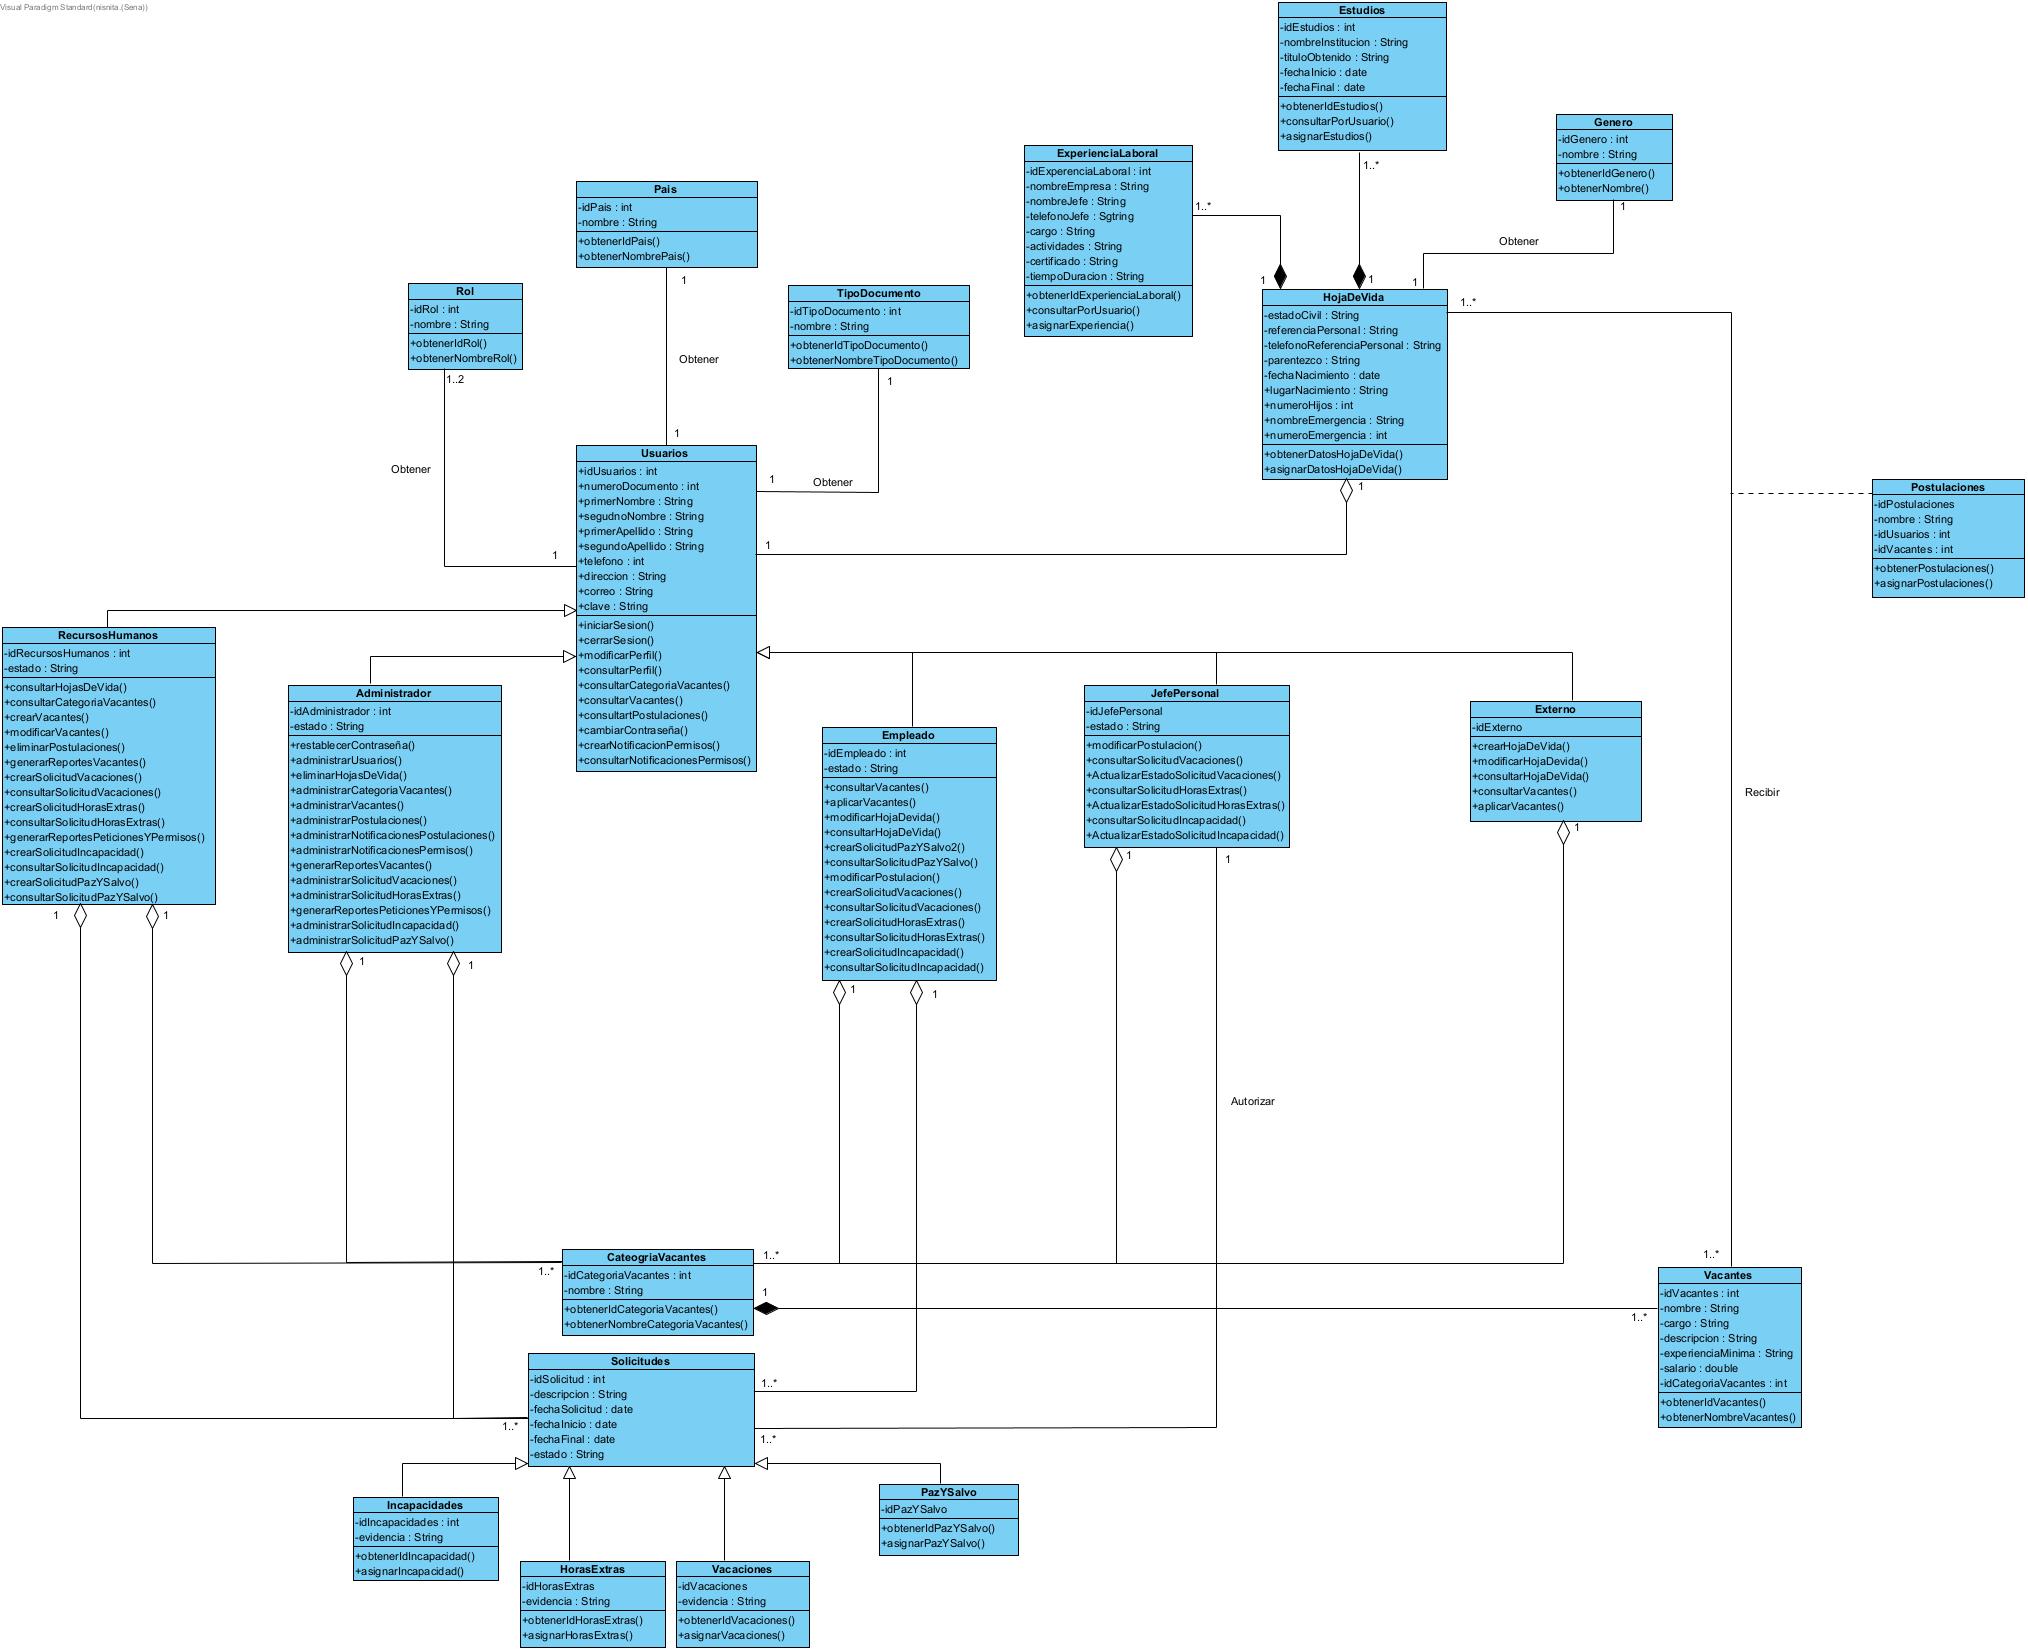 Visual Paradigm Standard(nisnita.(Sena))
Estudios
-idEstudios : int
-nombreInstitucion : String
-tituloObtenido : String
-fechaInicio : date
-fechaFinal : date
+obtenerIdEstudios()
+consultarPorUsuario()
+asignarEstudios()
1..*
1
Genero
-idGenero : int
-nombre : String
+obtenerIdGenero()
+obtenerNombre()
1
Obtener
1
ExperienciaLaboral
-idExperenciaLaboral : int
-nombreEmpresa : String
-nombreJefe : String
-telefonoJefe : Sgtring
-cargo : String
-actividades : String
-certificado : String
-tiempoDuracion : String
+obtenerIdExperienciaLaboral()
+consultarPorUsuario()
+asignarExperiencia()
1..*
1
Pais
-idPais : int
-nombre : String
+obtenerIdPais()
+obtenerNombrePais()
1
Obtener
1
Rol
-idRol : int
-nombre : String
+obtenerIdRol()
+obtenerNombreRol()
1..2
Obtener
1
TipoDocumento
-idTipoDocumento : int
-nombre : String
+obtenerIdTipoDocumento()
+obtenerNombreTipoDocumento()
1
1
Obtener
HojaDeVida
-estadoCivil : String
-referenciaPersonal : String
-telefonoReferenciaPersonal : String
-parentezco : String
-fechaNacimiento : date
+lugarNacimiento : String
+numeroHijos : int
+nombreEmergencia : String
+numeroEmergencia : int
+obtenerDatosHojaDeVida()
+asignarDatosHojaDeVida()
1..*
1
1
Usuarios
+idUsuarios : int
+numeroDocumento : int
+primerNombre : String
+segudnoNombre : String
+primerApellido : String
+segundoApellido : String
+telefono : int
+direccion : String
+correo : String
+clave : String
+iniciarSesion()
+cerrarSesion()
+modificarPerfil()
+consultarPerfil()
+consultarCategoriaVacantes()
+consultarVacantes()
+consultartPostulaciones()
+cambiarContraseña()
+crearNotificacionPermisos()
+consultarNotificacionesPermisos()
Postulaciones
-idPostulaciones
-nombre : String
-idUsuarios : int
-idVacantes : int
+obtenerPostulaciones()
+asignarPostulaciones()
RecursosHumanos
-idRecursosHumanos : int
-estado : String
+consultarHojasDeVida()
+consultarCategoriaVacantes()
+crearVacantes()
+modificarVacantes()
+eliminarPostulaciones()
+generarReportesVacantes()
+crearSolicitudVacaciones()
+consultarSolicitudVacaciones()
+crearSolicitudHorasExtras()
+consultarSolicitudHorasExtras()
+generarReportesPeticionesYPermisos()
+crearSolicitudIncapacidad()
+consultarSolicitudIncapacidad()
+crearSolicitudPazYSalvo()
+consultarSolicitudPazYSalvo()
1
1
Administrador
-idAdministrador : int
-estado : String
+restablecerContraseña()
+administrarUsuarios()
+eliminarHojasDeVida()
+administrarCategoriaVacantes()
+administrarVacantes()
+administrarPostulaciones()
+administrarNotificacionesPostulaciones()
+administrarNotificacionesPermisos()
+generarReportesVacantes()
+administrarSolicitudVacaciones()
+administrarSolicitudHorasExtras()
+generarReportesPeticionesYPermisos()
+administrarSolicitudIncapacidad()
+administrarSolicitudPazYSalvo()
1
1
Empleado
-idEmpleado : int
-estado : String
+consultarVacantes()
+aplicarVacantes()
+modificarHojaDevida()
+consultarHojaDeVida()
+crearSolicitudPazYSalvo2()
+consultarSolicitudPazYSalvo()
+modificarPostulacion()
+crearSolicitudVacaciones()
+consultarSolicitudVacaciones()
+crearSolicitudHorasExtras()
+consultarSolicitudHorasExtras()
+crearSolicitudIncapacidad()
+consultarSolicitudIncapacidad()
1
1
JefePersonal
-idJefePersonal
-estado : String
+modificarPostulacion()
+consultarSolicitudVacaciones()
+ActualizarEstadoSolicitudVacaciones()
+consultarSolicitudHorasExtras()
+ActualizarEstadoSolicitudHorasExtras()
+consultarSolicitudIncapacidad()
+ActualizarEstadoSolicitudIncapacidad()
1
1
Autorizar
Externo
-idExterno
+crearHojaDeVida()
+modificarHojaDevida()
+consultarHojaDeVida()
+consultarVacantes()
+aplicarVacantes()
1
Recibir
CateogriaVacantes
-idCategoriaVacantes : int
-nombre : String
+obtenerIdCategoriaVacantes()
+obtenerNombreCategoriaVacantes()
1..*
1..*
1
1..*
1..*
Vacantes
-idVacantes : int
-nombre : String
-cargo : String
-descripcion : String
-experienciaMinima : String
-salario : double
-idCategoriaVacantes : int
+obtenerIdVacantes()
+obtenerNombreVacantes()
Solicitudes
-idSolicitud : int
-descripcion : String
-fechaSolicitud : date
-fechaInicio : date
-fechaFinal : date
-estado : String
1..*
1..*
1..*
Incapacidades
-idIncapacidades : int
-evidencia : String
+obtenerIdIncapacidad()
+asignarIncapacidad()
HorasExtras
-idHorasExtras
-evidencia : String
+obtenerIdHorasExtras()
+asignarHorasExtras()
Vacaciones
-idVacaciones
-evidencia : String
+obtenerIdVacaciones()
+asignarVacaciones()
PazYSalvo
-idPazYSalvo
+obtenerIdPazYSalvo()
+asignarPazYSalvo()